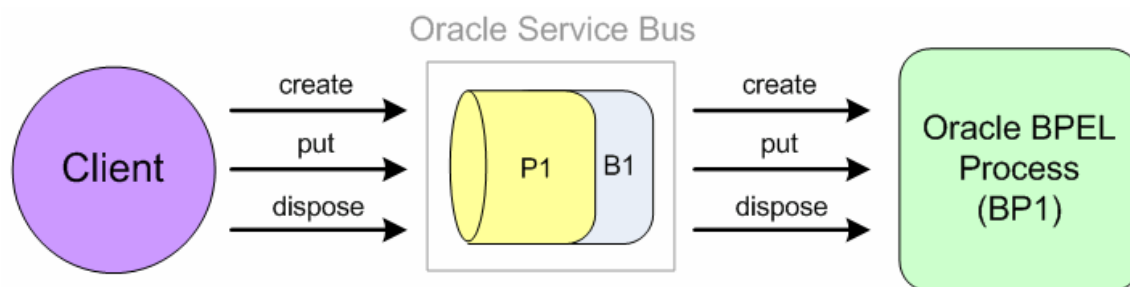 Oracle Service Bus
Client
create
put
dispose
P1
B1
create
put
dispose
Oracle BPEL
Process
(BP1)